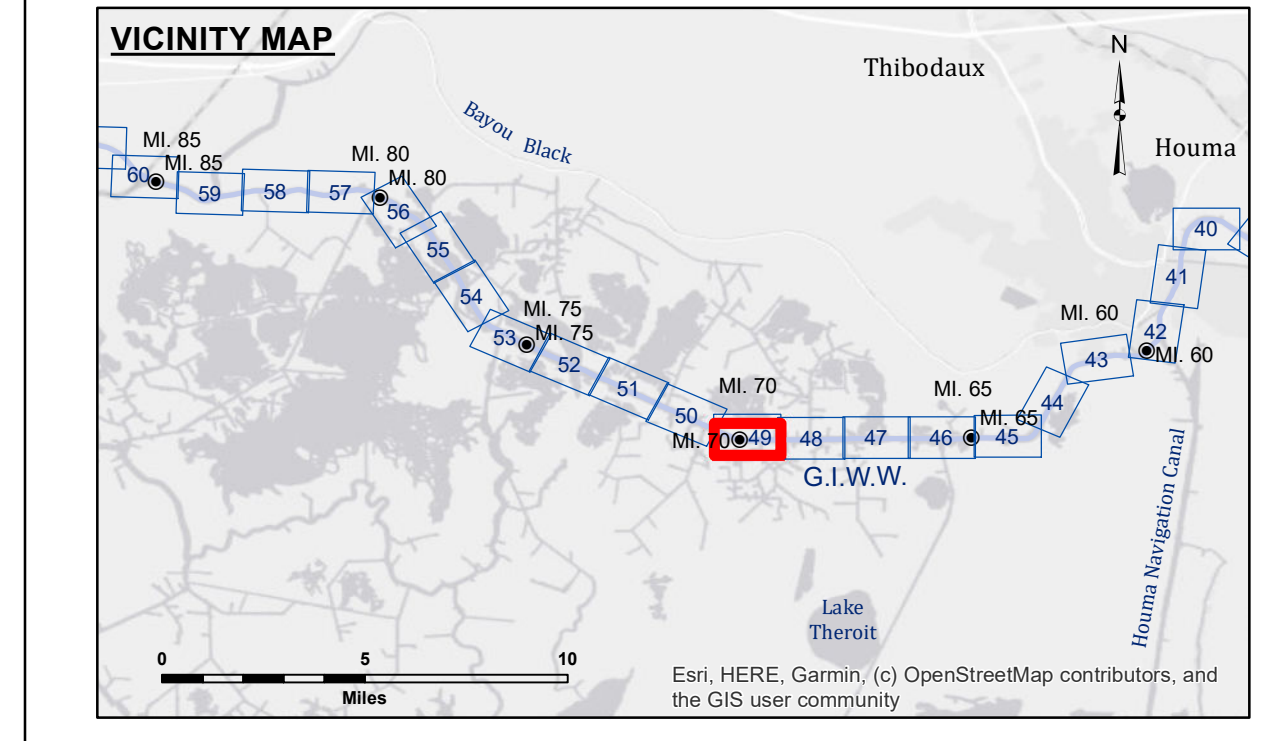 VICINITY MAP
N
Thibodaux
Houma
Bayou Black
MI. 85
MI. 85
MI. 80
MI. 80
60
59
58
57
56
55
54
53
MI. 75
MI. 75
52
51
50
MI. 70
MI. 70
49
48
47
46
MI. 65
MI. 65
45
44
43
MI. 60
MI. 60
42
41
40
G.I.W.W.
Houma Navigation Canal
Lake
Theroit
0 5 10
Miles
Esri, HERE, Garmin, (c) OpenStreetMap contributors, and
the GIS user community